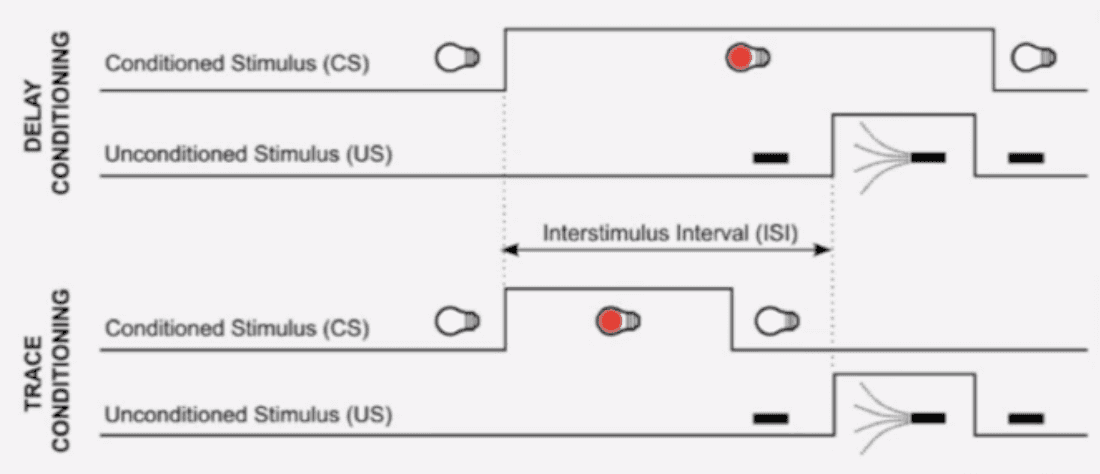 DELAY
CONDITIONING
Conditioned Stimulus (CS)
Unconditioned Stimulus (US)
Interstimulus Interval (ISI)
TRACE
CONDITIONING
Conditioned Stimulus (CS)
Unconditioned Stimulus (US)